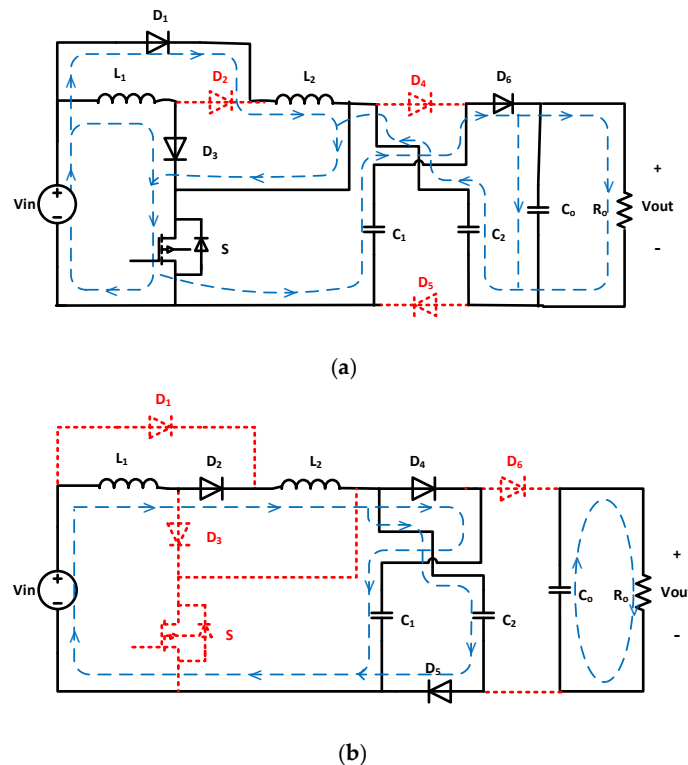 D1
L1
D2
L2
D4
D6
D3
Vin
+
−
S
C1
C2
Co
Ro
+
Vout
-
D5
(a)
D1
L1
D2
L2
D4
D6
D3
Vin
+
−
S
C1
C2
Co
Ro
+
Vou
-
D5
(b)